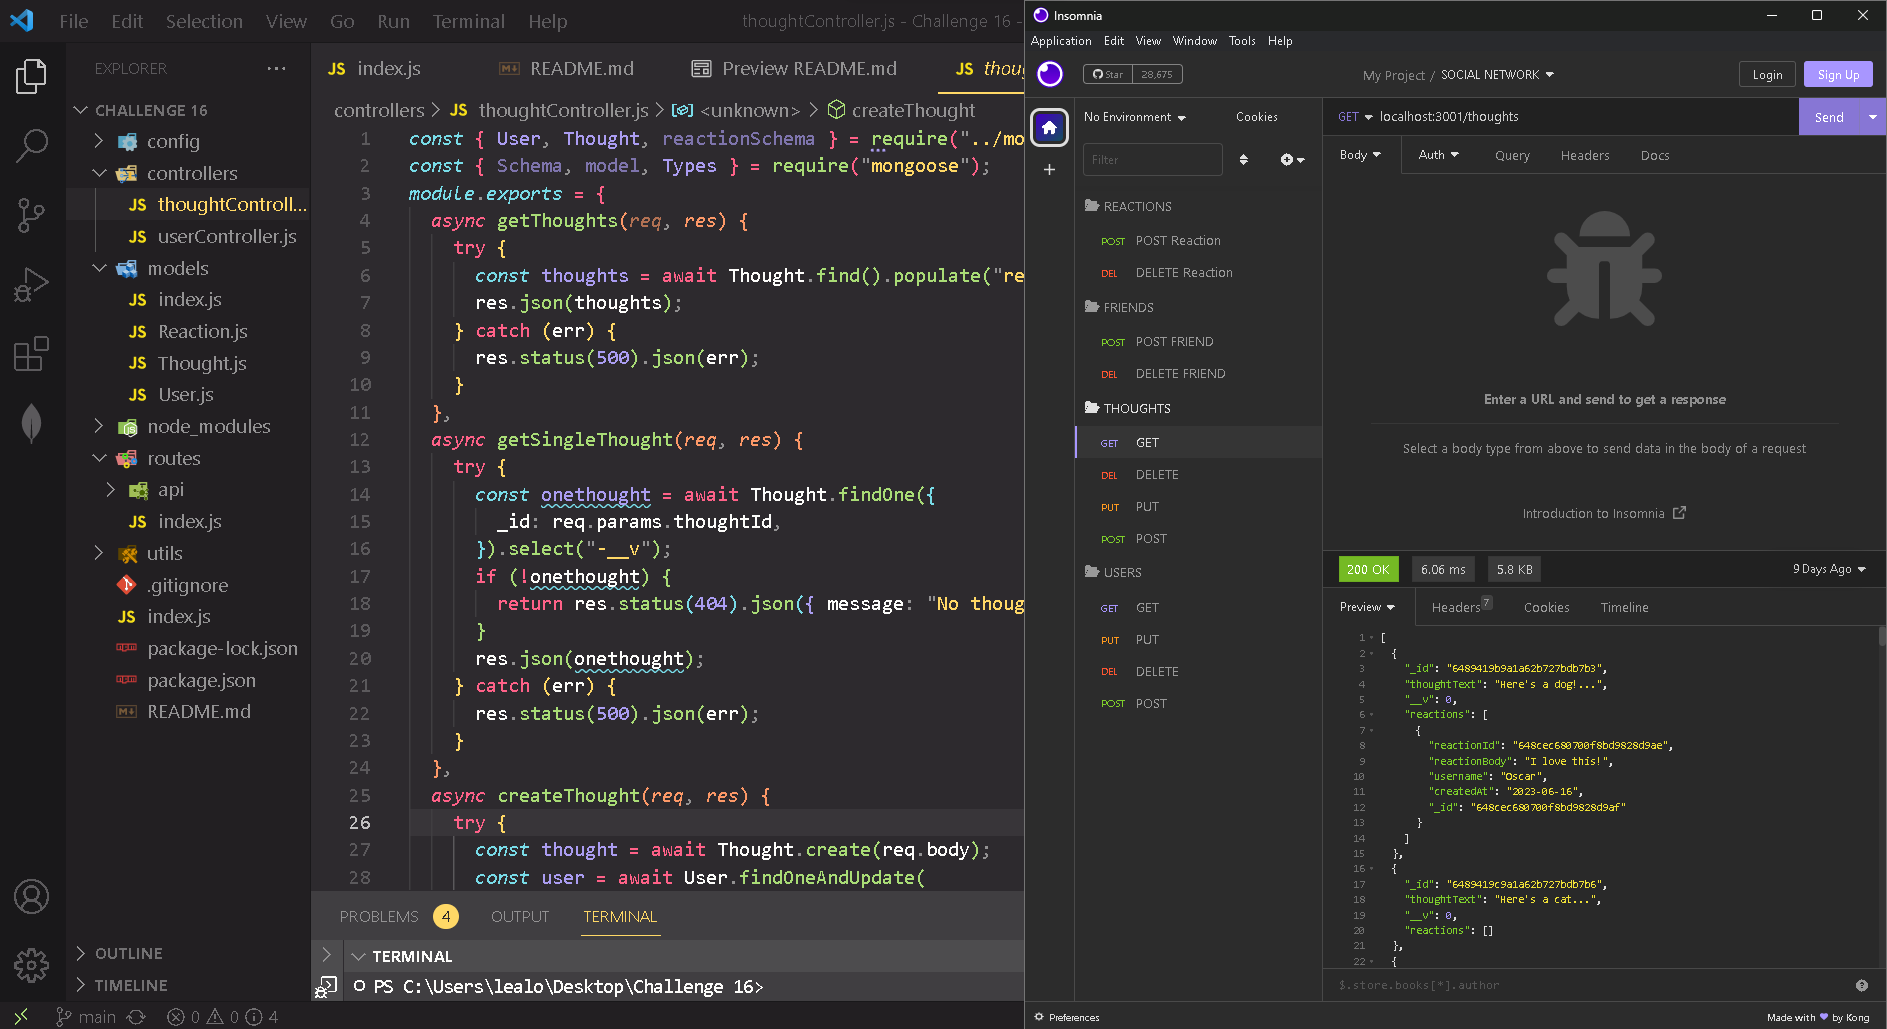 File Edit Selection View Go Run Terminal Help
thoughtController.js - Challenge 16 -
EXPLORER
CHALLENGE 16
config
controllers
JS thoughtControll...
JS userController.js
models
JS index.js
JS Reaction.js
JS Thought.js
JS User.js
node_modules
routes
api
JS index.js
utils
.gitignore
JS index.js
package-lock.json
package.json
README.md
OUTLINE
TIMELINE
main 0 0 4
JS index.js README.md Preview README.md JS thou
controllers > JS thoughtController.js > <unknown> > createThought
1 const { User, Thought, reactionSchema } = require("../mo
2 const { Schema, model, Types } = require("mongoose");
3 module.exports = {
4 async getThoughts(req, res) {
5 try {
6 const thoughts = await Thought.find().populate("re
7 res.json(thoughts);
8 } catch (err) {
9 res.status(500).json(err);
10 }
11 },
12 async getSingleThought(req, res) {
13 try {
14 const onethought = await Thought.findOne({
15 _id: req.params.thoughtId,
16 }).select("-__v");
17 if (!onethought) {
18 return res.status(404).json({ message: "No thoug
19 }
20 res.json(onethought);
21 } catch (err) {
22 res.status(500).json(err);
23 }
24 },
25 async createThought(req, res) {
26 try {
27 const thought = await Thought.create(req.body);
28 const user = await User.findOneAndUpdate(
PROBLEMS 4 OUTPUT TERMINAL
TERMINAL
PS C:\Users\lealo\Desktop\Challenge 16>
Insomnia
Application Edit View Window Tools Help
Star 28,675
My Project / SOCIAL NETWORK
Login Sign Up
No Environment Cookies
Filter
REACTIONS
POST POST Reaction
DEL DELETE Reaction
FRIENDS
POST POST FRIEND
DEL DELETE FRIEND
THOUGHTS
GET GET
DEL DELETE
PUT PUT
POST POST
USERS
GET GET
PUT PUT
DEL DELETE
POST POST
Preferences
GET localhost:3001/thoughts Send
Body Auth Query Headers Docs
Enter a URL and send to get a response
Select a body type from above to send data in the body of a request
Introduction to Insomnia
200 OK 6.06 ms 5.8 KB 9 Days Ago
Preview Headers 7 Cookies Timeline
1 [
2 {
3 "_id": "6489419b9a1a62b727bdb7b3",
4 "thoughtText": "Here's a dog!...",
5 "__v": 0,
6 "reactions": [
7 {
8 "reactionId": "648cec680700f8bd9828d9ae",
9 "reactionBody": "I love this!",
10 "username": "Oscar",
11 "createdAt": "2023-06-16",
12 "_id": "648cec680700f8bd9828d9af"
13 }
14 ]
15 },
16 {
17 "_id": "6489419c9a1a62b727bdb7b6",
18 "thoughtText": "Here's a cat...",
19 "__v": 0,
20 "reactions": []
21 },
22 {
$.store.books[*].author
Made with by Kong